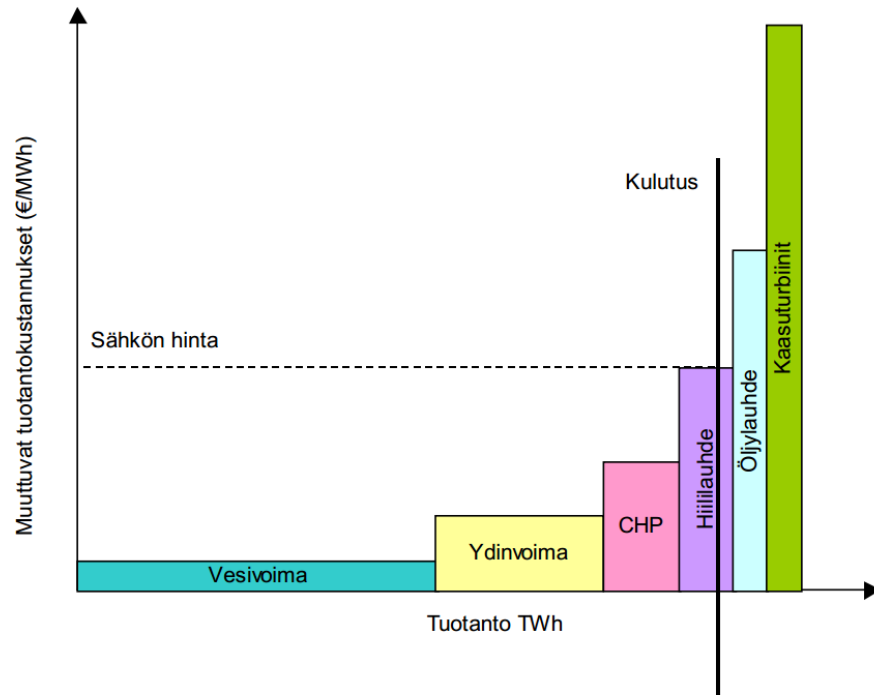 Muuttuvat tuotantokustannukset (€/MWh)
Kulutus
Sähkön hinta
Vesivoima
Ydinvoima
CHP
Hiililauhde
Öljylauhde
Kaasuturbiinit
Tuotanto TWh